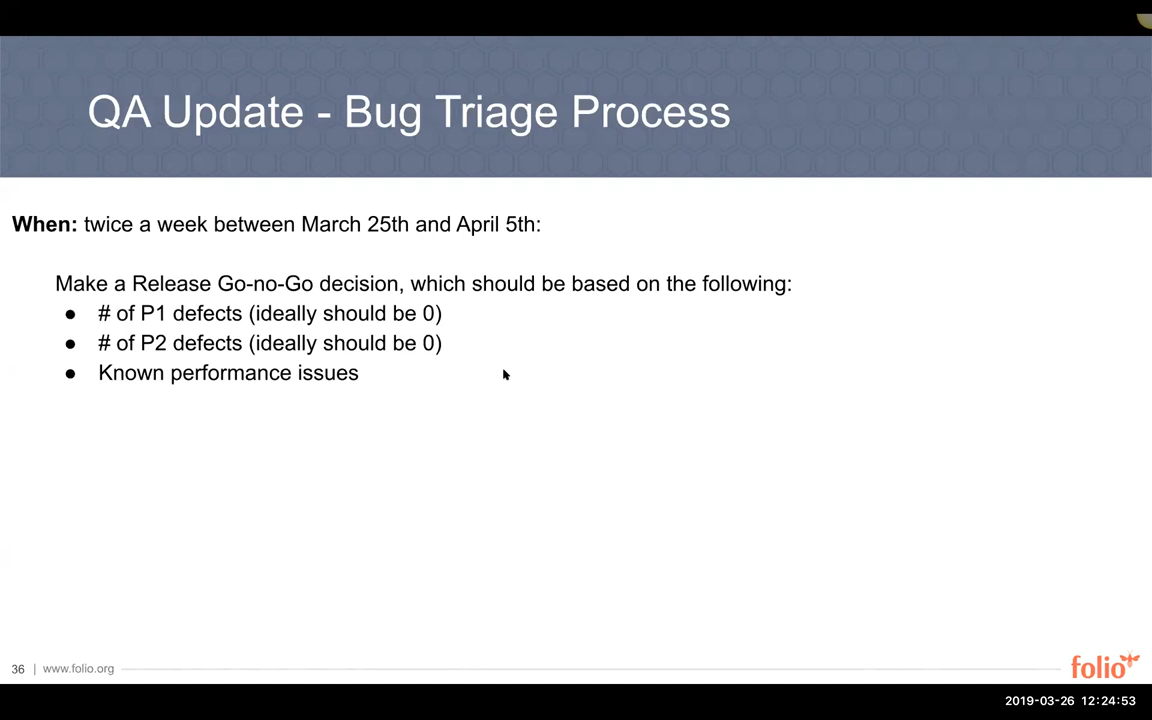 QA Update - Bug Triage Process
When: twice a week between March 25th and April 5th:
Make a Release Go-no-Go decision, which should be based on the following:
● # of P1 defects (ideally should be 0)
● # of P2 defects (ideally should be 0)
● Known performance issues
36 | www.folio.org
folio
2019-03-26 12:24:53